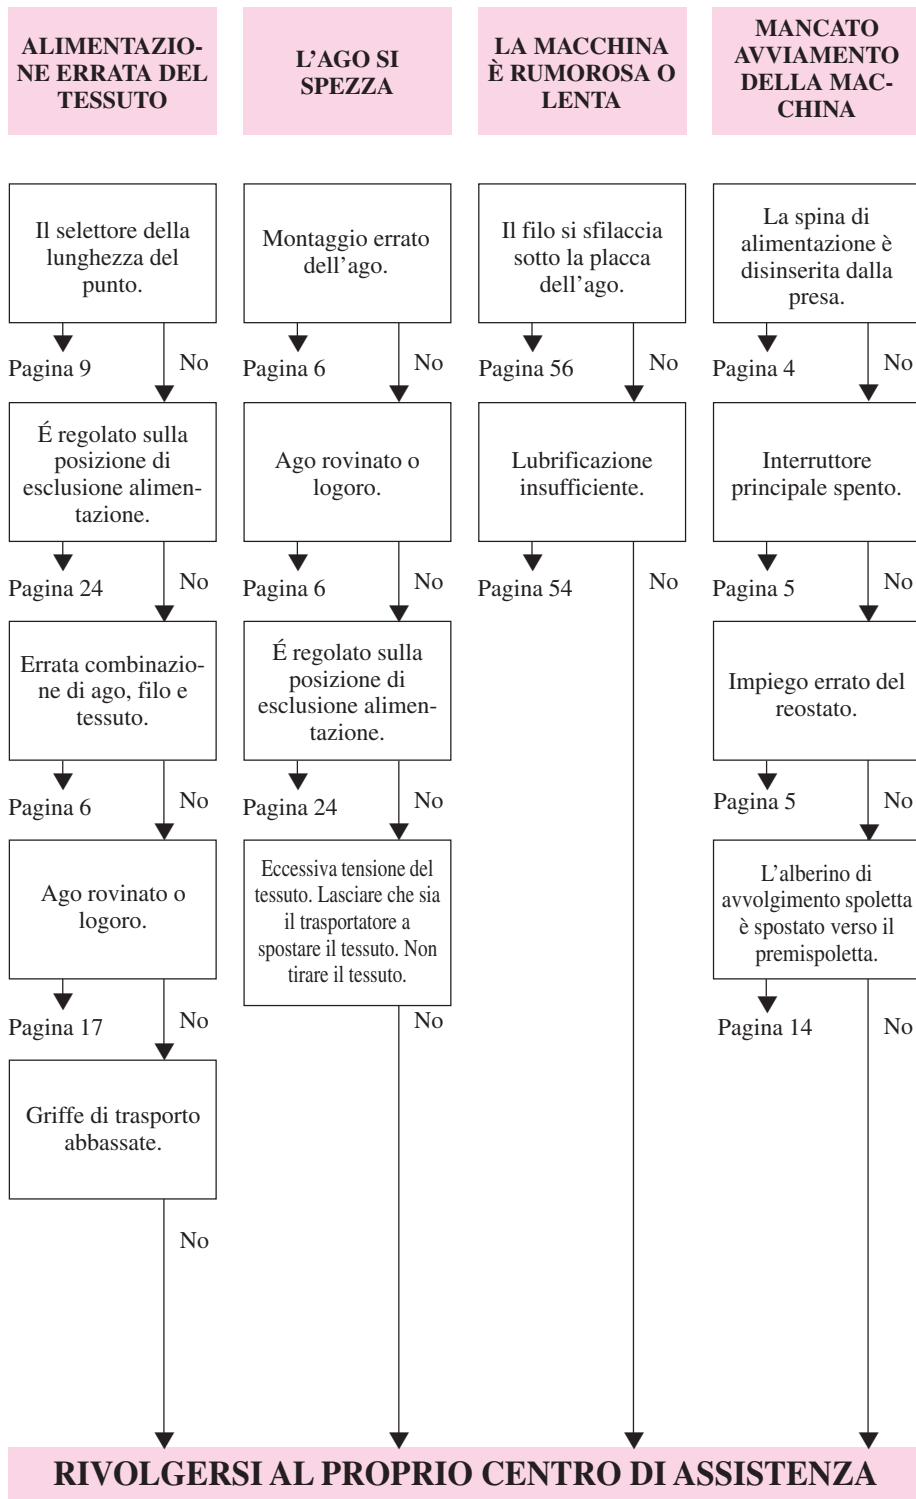 ALIMENTAZIO-
NE ERRATA DEL
TESSUTO
Il selettore della
lunghezza del
punto.
Pagina 9
No
É regolato sulla
posizione di
esclusione alimen-
tazione.
Pagina 24
No
Errata combinazio-
ne di ago, filo e
tessuto.
Pagina 6
No
Ago rovinato o
logoro.
Pagina 17
No
Griffe di trasporto
abbassate.
No
L'AGO SI
SPEZZA
Montaggio errato
dell'ago.
Pagina 6
No
Ago rovinato o
logoro.
Pagina 6
No
É regolato sulla
posizione di
esclusione alimen-
tazione.
Pagina 24
No
Eccessiva tensione del
tessuto. Lasciare che sia
il trasportatore a
spostare il tessuto. Non
tirare il tessuto.
No
LA MACCHINA
È RUMOROSA O
LENTA
Il filo si sfilaccia
sotto la placca
dell'ago.
Pagina 56
No
Lubrificazione
insufficiente.
Pagina 54
No
MANCATO
AVVIAMENTO
DELLA MAC-
CHINA
La spina di
alimentazione è
disinserita dalla
presa.
Pagina 4
No
Interruttore
principale spento.
Pagina 5
No
Impiego errato del
reostato.
Pagina 5
No
L'alberino di
avvolgimento spoletta
è spostato verso il
premispoletta.
Pagina 14
No
RIVOLGERSI AL PROPRIO CENTRO DI ASSISTENZA